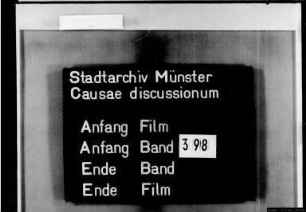 Stadtarchiv Münster
Causae discussionum
Anfang Film
Anfang Band 398
Ende Band
Ende Film